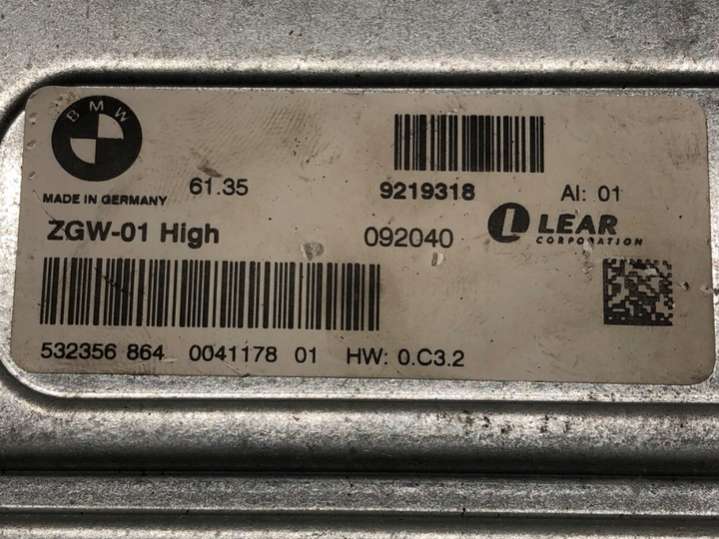 BMW
MADE IN GERMANY
61.35
9219318
AI: 01
ZGW-01 High
092040
LEAR
CORPORATION
532356 864 0041178 01 HW: 0.C3.2